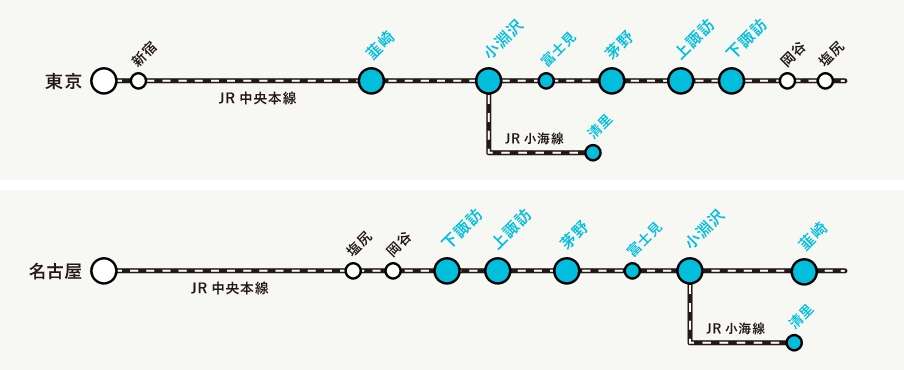 東京
新宿
韮崎
小淵沢
富士見
茅野
上諏訪
下諏訪
岡谷
塩尻
JR 中央本線
JR 小海線
清里
名古屋
塩尻
岡谷
下諏訪
上諏訪
茅野
富士見
小淵沢
韮崎
JR 中央本線
JR 小海線
清里